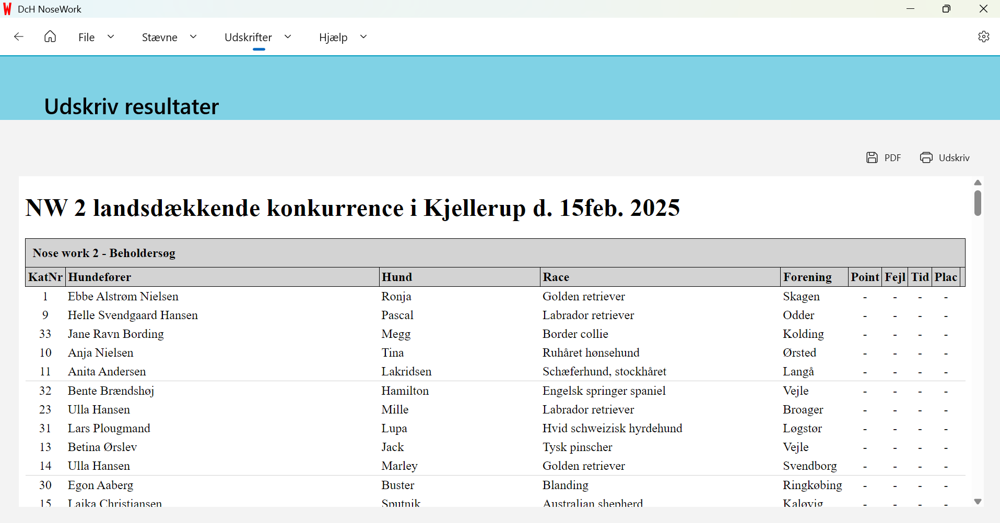 DcH NoseWork
File Stævne Udskrifter Hjælp
Udskriv resultater
PDF Udskriv
NW 2 landsdækkende konkurrence i Kjellerup d. 15feb. 2025
Nose work 2 - Beholdersøg
KatNr Hundefører Hund Race Forening Point Fejl Tid Plac
1 Ebbe Alstrøm Nielsen Ronja Golden retriever Skagen - - - -
9 Helle Svendgaard Hansen Pascal Labrador retriever Odder - - - -
33 Jane Ravn Bording Megg Border collie Kolding - - - -
10 Anja Nielsen Tina Ruhåret hønsehund Ørsted - - - -
11 Anita Andersen Lakridsen Schæferhund, stockhåret Langå - - - -
32 Bente Brændshøj Hamilton Engelsk springer spaniel Vejle - - - -
23 Ulla Hansen Mille Labrador retriever Broager - - - -
31 Lars Plougmand Lupa Hvid schweizisk hyrdehund Løgstør - - - -
13 Betina Ørslev Jack Tysk pinscher Vejle - - - -
14 Ulla Hansen Marley Golden retriever Svendborg - - - -
30 Egon Aaberg Buster Blanding Ringkøbing - - - -
15 Laika Christiansen Sputnik Australian shepherd Kaløvig - - - -